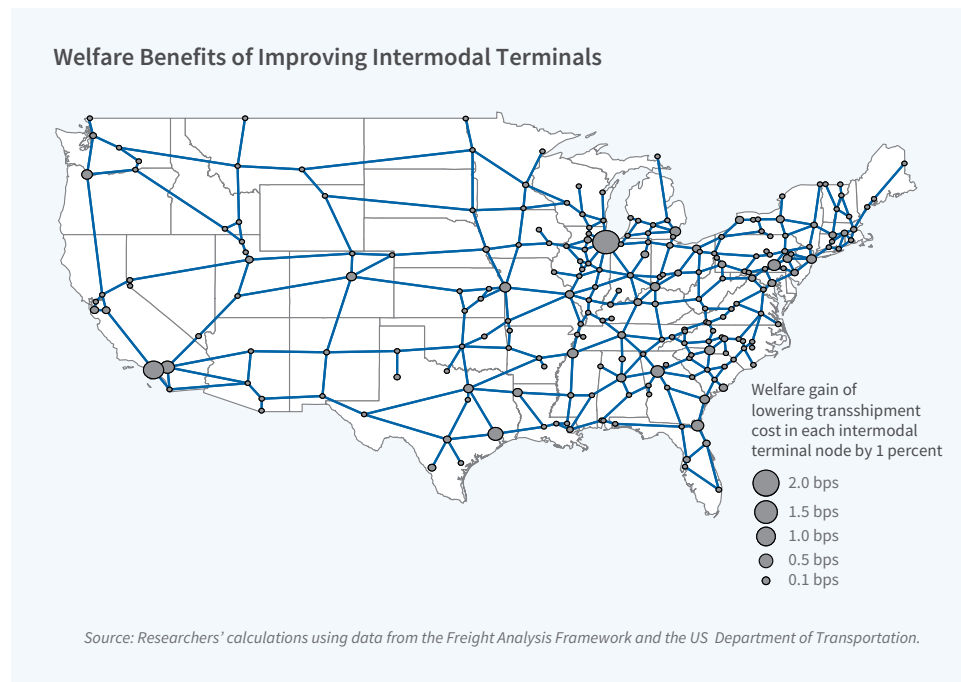 Welfare Benefits of Improving Intermodal Terminals
Welfare gain of
lowering transshipment
cost in each intermodal
terminal node by 1 percent
2.0 bps
1.5 bps
1.0 bps
0.5 bps
0.1 bps
Source: Researchers’ calculations using data from the Freight Analysis Framework and the US Department of Transportation.